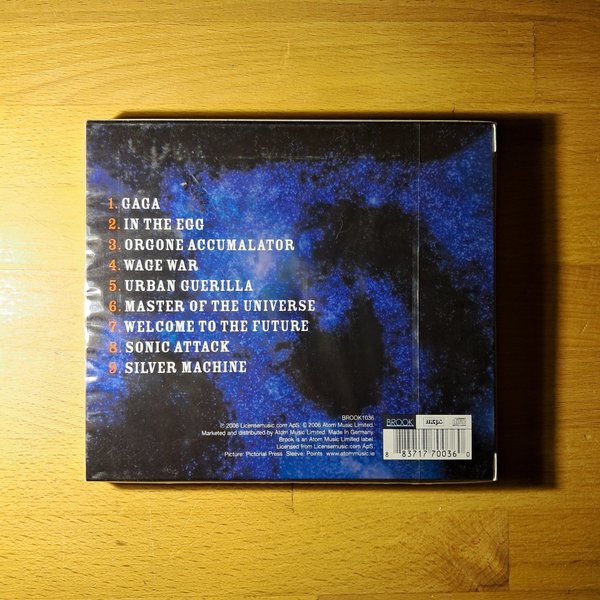 1. GAGA
2. IN THE EGG
3. ORGONE ACCUMALATOR
4. WAGE WAR
5. URBAN GUERILLA
6. MASTER OF THE UNIVERSE
7. WELCOME TO THE FUTURE
8. SONIC ATTACK
9. SILVER MACHINE
BROOK1036
℗ 2006 Licensemusic.com ApS. © 2006 Atom Music Limited.
Marketed and distributed by Atom Music Limited. Made In Germany.
Brook is an Atom Music Limited label.
Licensed from Licensemusic.com ApS.
Picture: Pictorial Press Sleeve: Points www.atommusic.ie
BROOK
8 83717 70036 0